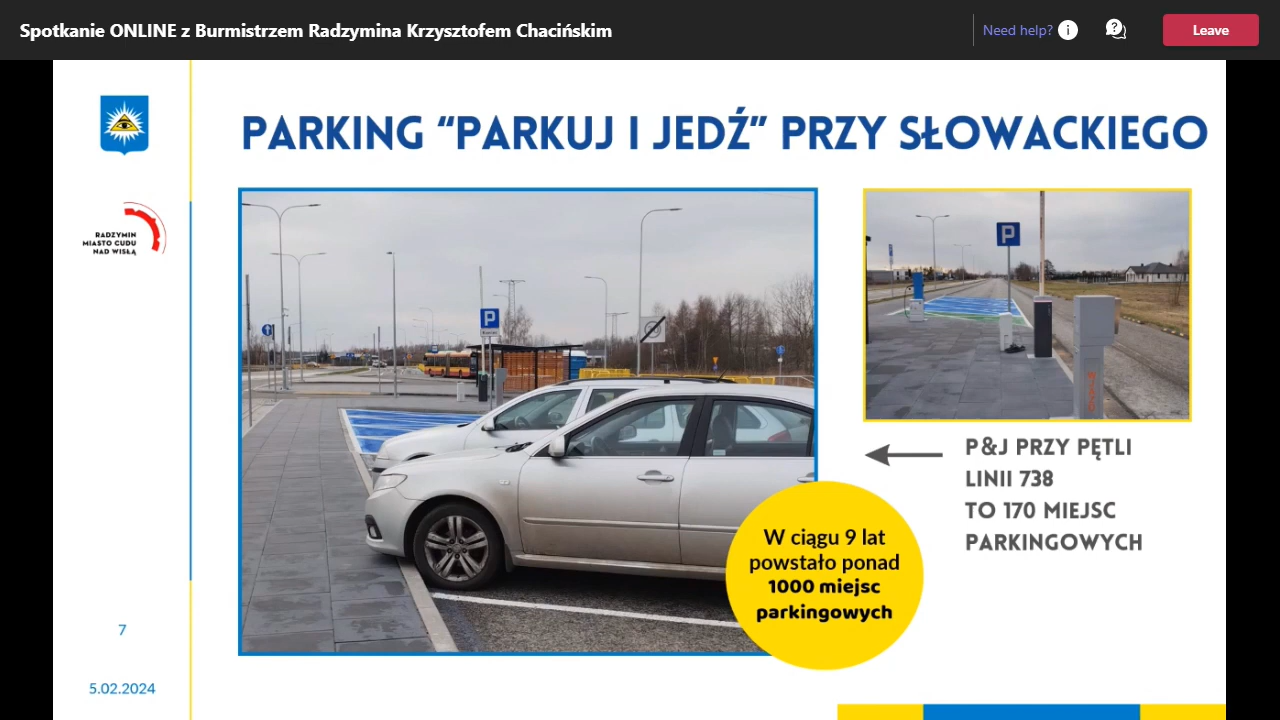 Spotkanie ONLINE z Burmistrzem Radzymina Krzysztofem Chacińskim
Need help?
Leave
PARKING “PARKUJ I JEDŹ” PRZY SŁOWACKIEGO
RADZYMIN
MIASTO CUDU
NAD WISŁĄ
P
P
P&J PRZY PĘTLI
LINII 738
TO 170 MIEJSC
PARKINGOWYCH
W ciągu 9 lat
powstało ponad
1000 miejsc
parkingowych
7
5.02.2024